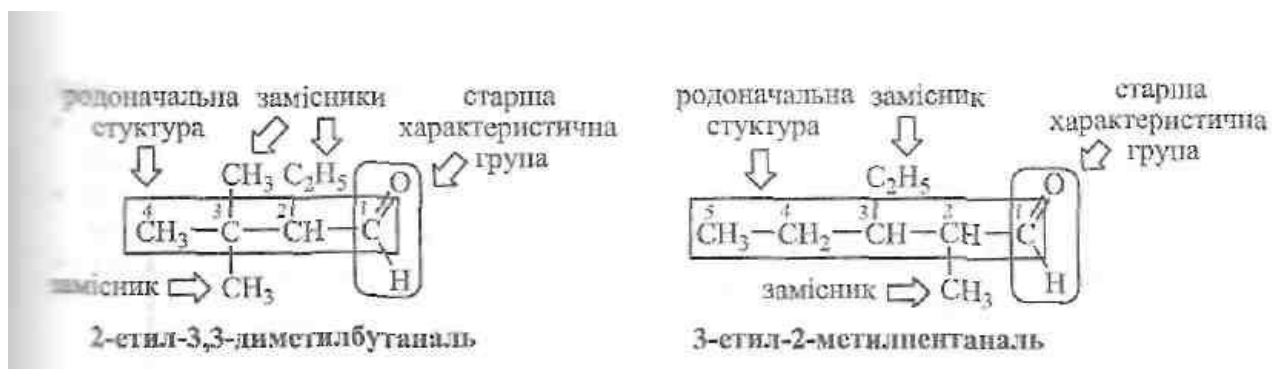 родоначальна замісники старша
стуктура характеристична
група
CH3 C2H5 O
4 3 2 1
CH3—C—CH—C
замісник CH3 H
2-етил-3,3-диметилбутаналь
родоначальна замісник старша
стуктура характеристична
група
C2H5 O
5 4 3 2 1
CH3—CH2—CH—CH—C
замісник CH3 H
3-етил-2-метилпентаналь